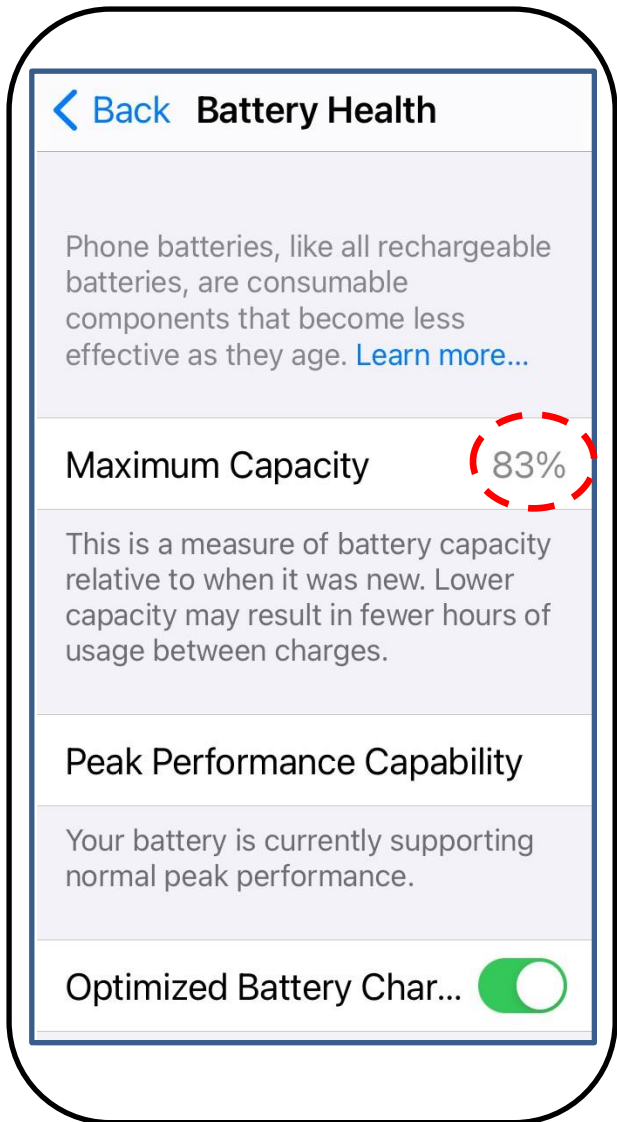 Back Battery Health
Phone batteries, like all rechargeable
batteries, are consumable
components that become less
effective as they age. Learn more...
Maximum Capacity 83%
This is a measure of battery capacity
relative to when it was new. Lower
capacity may result in fewer hours of
usage between charges.
Peak Performance Capability
Your battery is currently supporting
normal peak performance.
Optimized Battery Char...